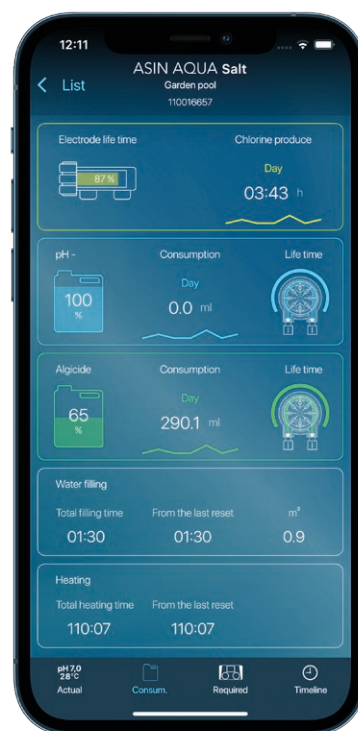 12:11
List
ASIN AQUA Salt
Garden pool
110016657
Electrode life time
Chlorine produce
87 %
Day
03:43 h
pH -
Consumption
Life time
100
%
Day
0.0 ml
Algicide
Consumption
Life time
65
%
Day
290.1 ml
Water filling
Total filling time
From the last reset
m³
01:30
01:30
0.9
Heating
Total heating time
From the last reset
110:07
110:07
pH 7,0
28°C
Actual
Consum.
Required
Timeline